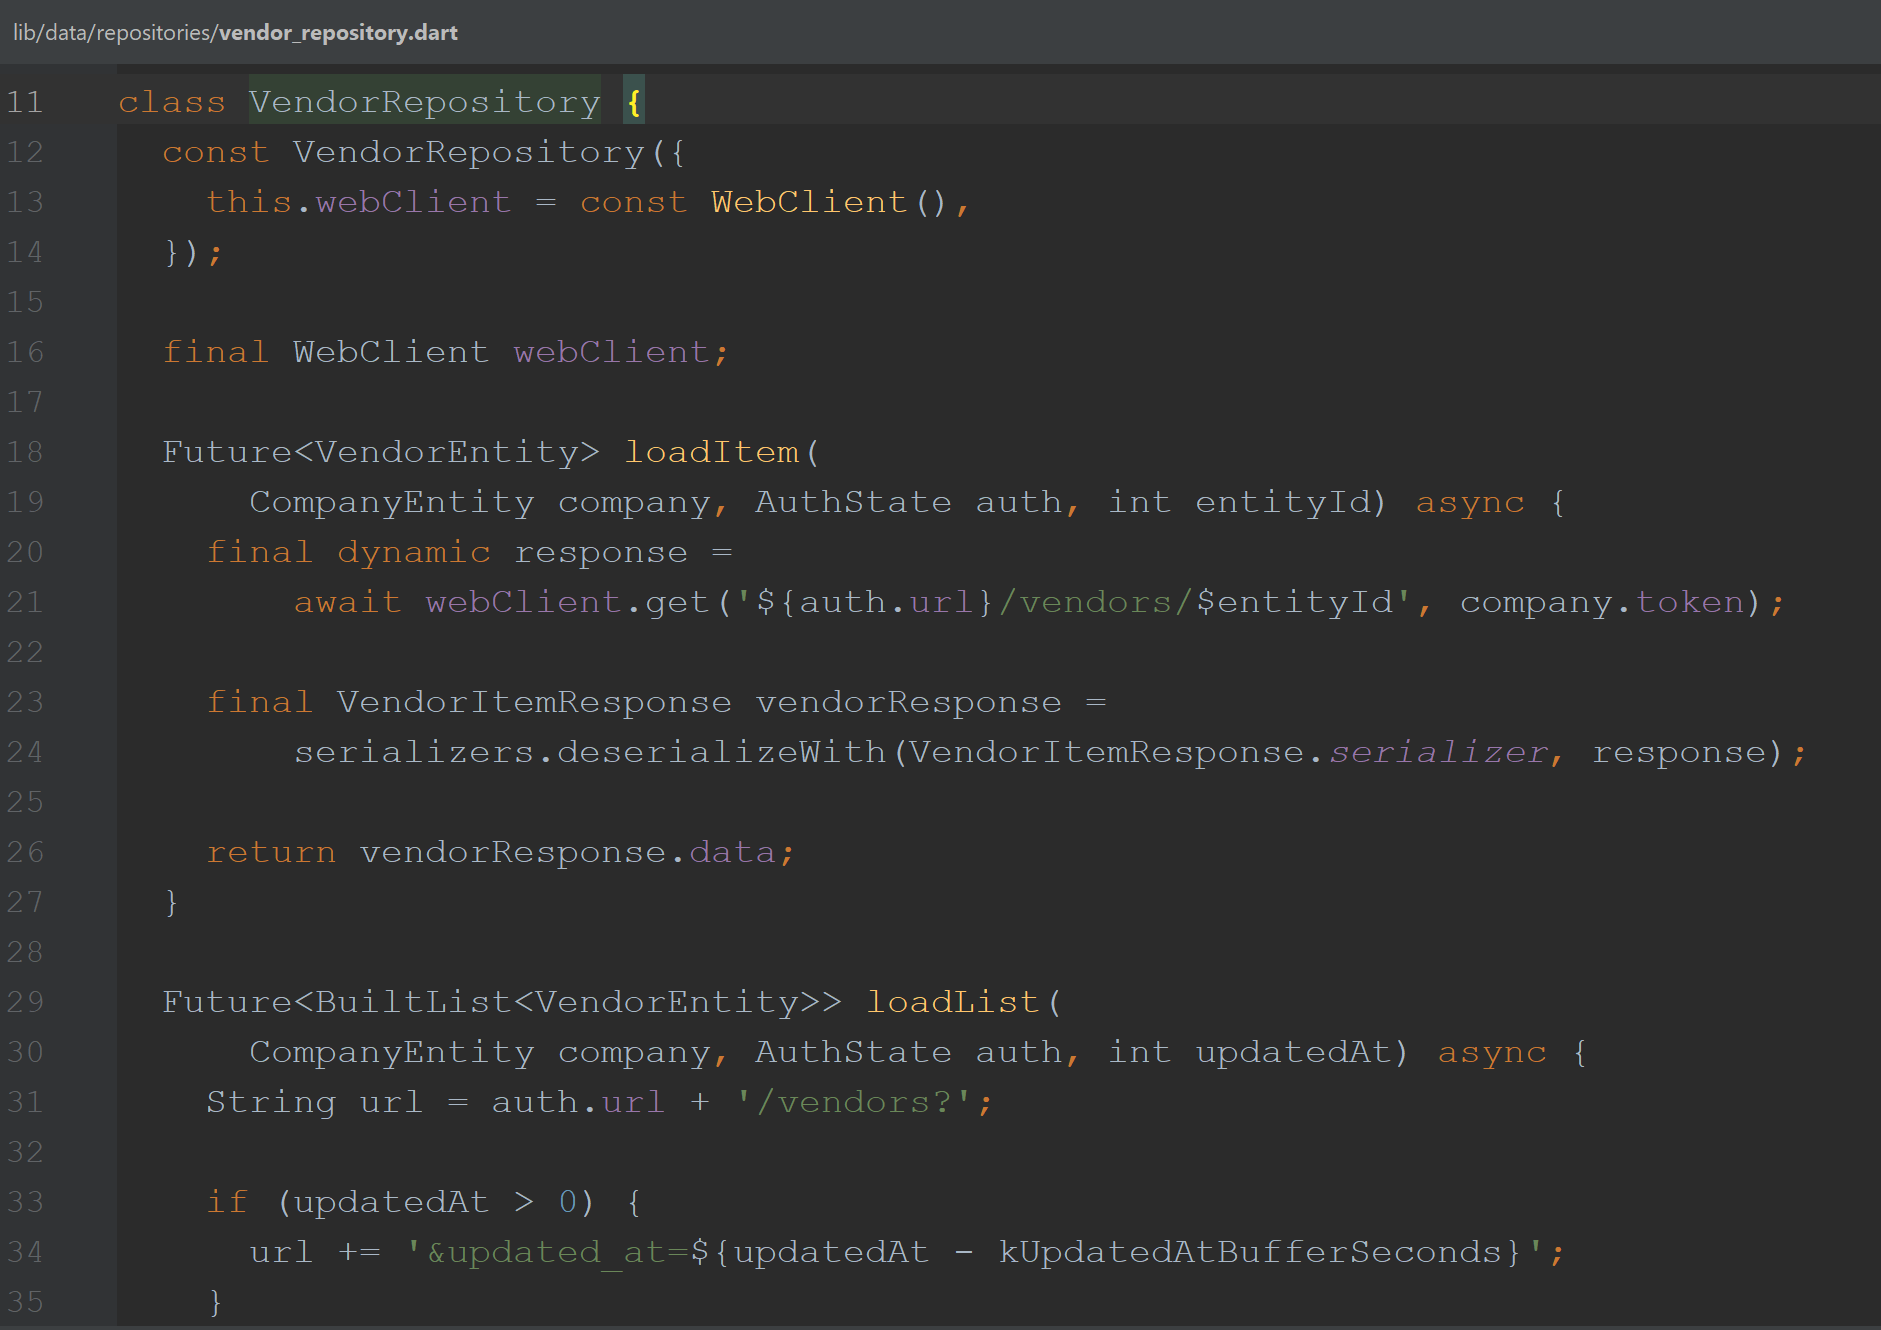 lib/data/repositories/vendor_repository.dart
11 class VendorRepository {
12   const VendorRepository({
13     this.webClient = const WebClient(),
14   });
15
16   final WebClient webClient;
17
18   Future<VendorEntity> loadItem(
19       CompanyEntity company, AuthState auth, int entityId) async {
20     final dynamic response =
21         await webClient.get('${auth.url}/vendors/$entityId', company.token);
22
23     final VendorItemResponse vendorResponse =
24         serializers.deserializeWith(VendorItemResponse.serializer, response);
25
26     return vendorResponse.data;
27   }
28
29   Future<BuiltList<VendorEntity>> loadList(
30       CompanyEntity company, AuthState auth, int updatedAt) async {
31     String url = auth.url + '/vendors?';
32
33     if (updatedAt > 0) {
34       url += '&updated_at=${updatedAt - kUpdatedAtBufferSeconds}';
35     }